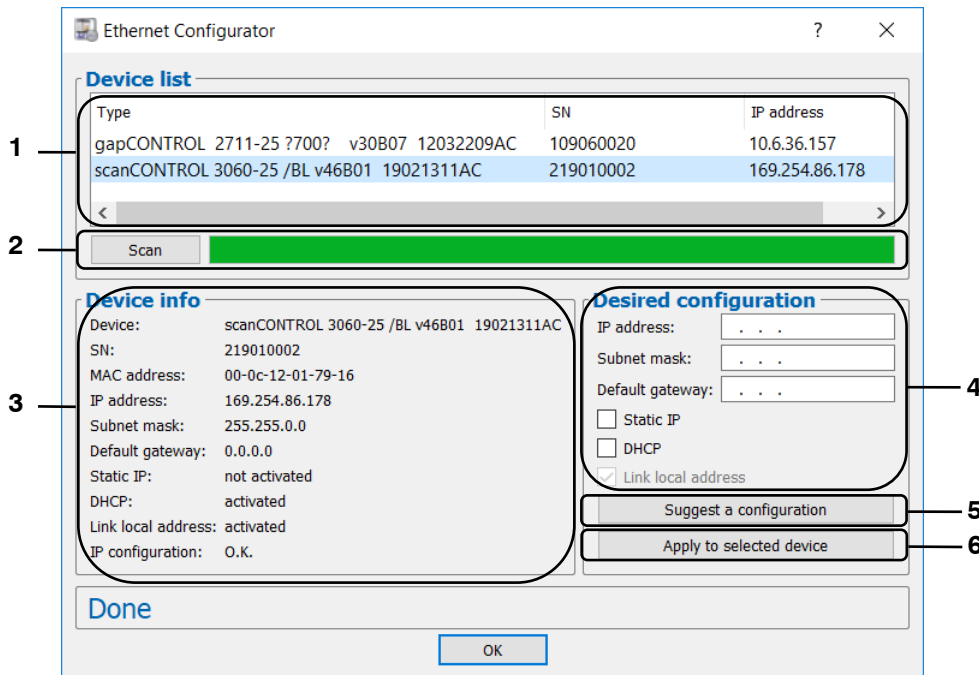 Ethernet Configurator ?
Device list
Type SN IP address
1
gapCONTROL 2711-25 ?700? v30B07 12032209AC 109060020 10.6.36.157
scanCONTROL 3060-25 /BL v46B01 19021311AC 219010002 169.254.86.178
2
Scan
Device info
Device: scanCONTROL 3060-25 /BL v46B01 19021311AC
SN: 219010002
MAC address: 00-0c-12-01-79-16
3
IP address: 169.254.86.178
Subnet mask: 255.255.0.0
Default gateway: 0.0.0.0
Static IP: not activated
DHCP: activated
Link local address: activated
IP configuration: O.K.
Desired configuration
IP address: . . .
Subnet mask: . . .
Default gateway: . . .
4
Static IP
DHCP
Link local address
Suggest a configuration
5
Apply to selected device
6
Done
OK